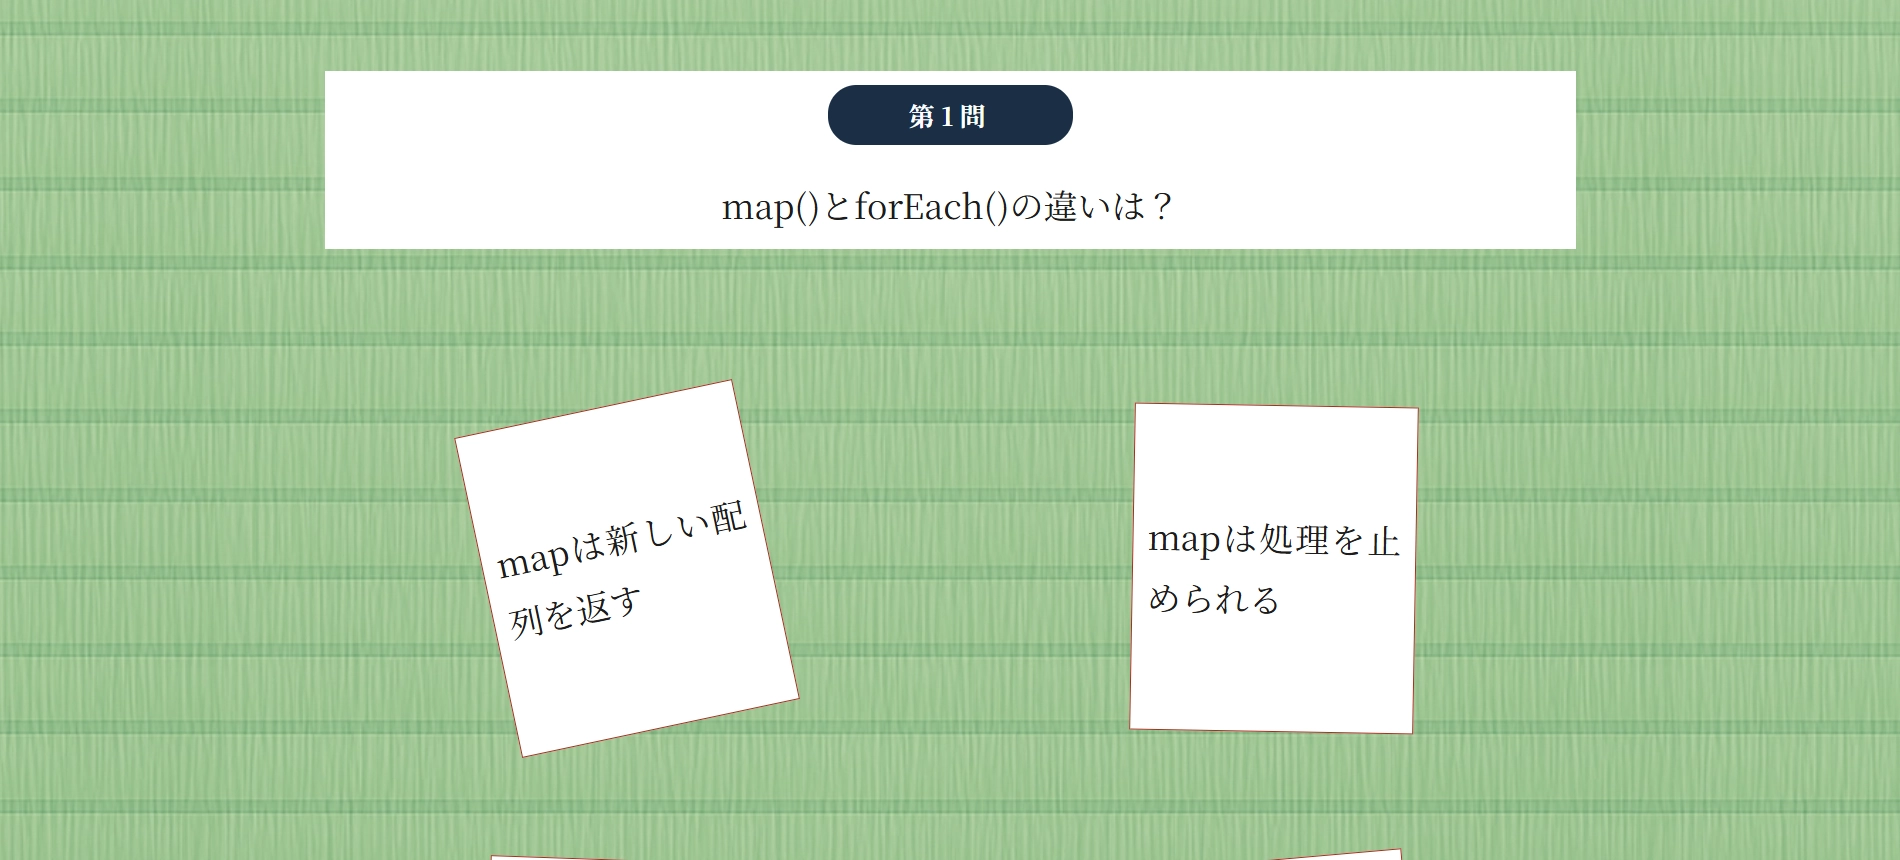 第1問
map()とforEach()の違いは？
mapは新しい配
列を返す
mapは処理を止
められる